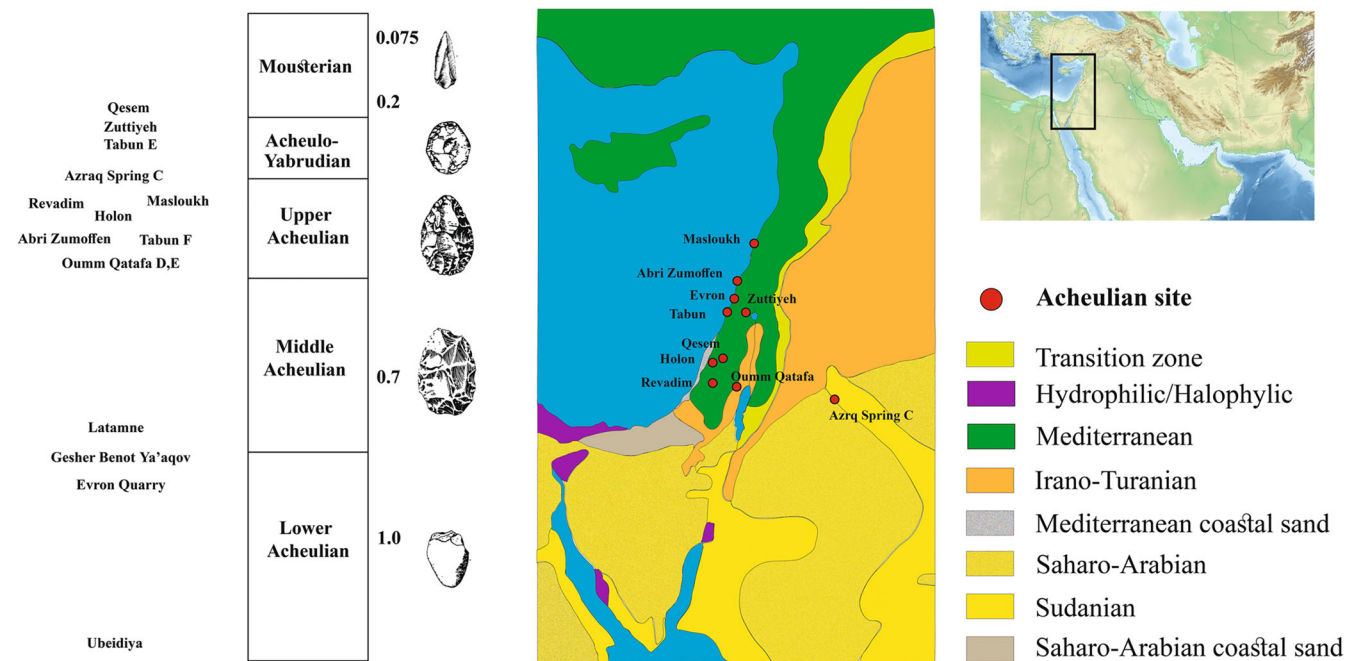 Qesem
Zuttiyeh
Tabun E
Azraq Spring C
Revadim
Masloukh
Holon
Abri Zumoffen
Tabun F
Oumm Qatafa D,E
Latamne
Gesher Benot Ya'aqov
Evron Quarry
Ubeidiya
Mousterian
Acheulo-
Yabrudian
Upper
Acheulian
Middle
Acheulian
Lower
Acheulian
0.075
0.2
0.7
1.0
Masloukh
Abri Zumoffen
Evron
Zuttiyeh
Tabun
Qesem
Holon
Revadim
Oumm Qatafa
Azrq Spring C
Acheulian site
Transition zone
Hydrophilic/Halophylic
Mediterranean
Irano-Turanian
Mediterranean coastal sand
Saharo-Arabian
Sudanian
Saharo-Arabian coastal sand